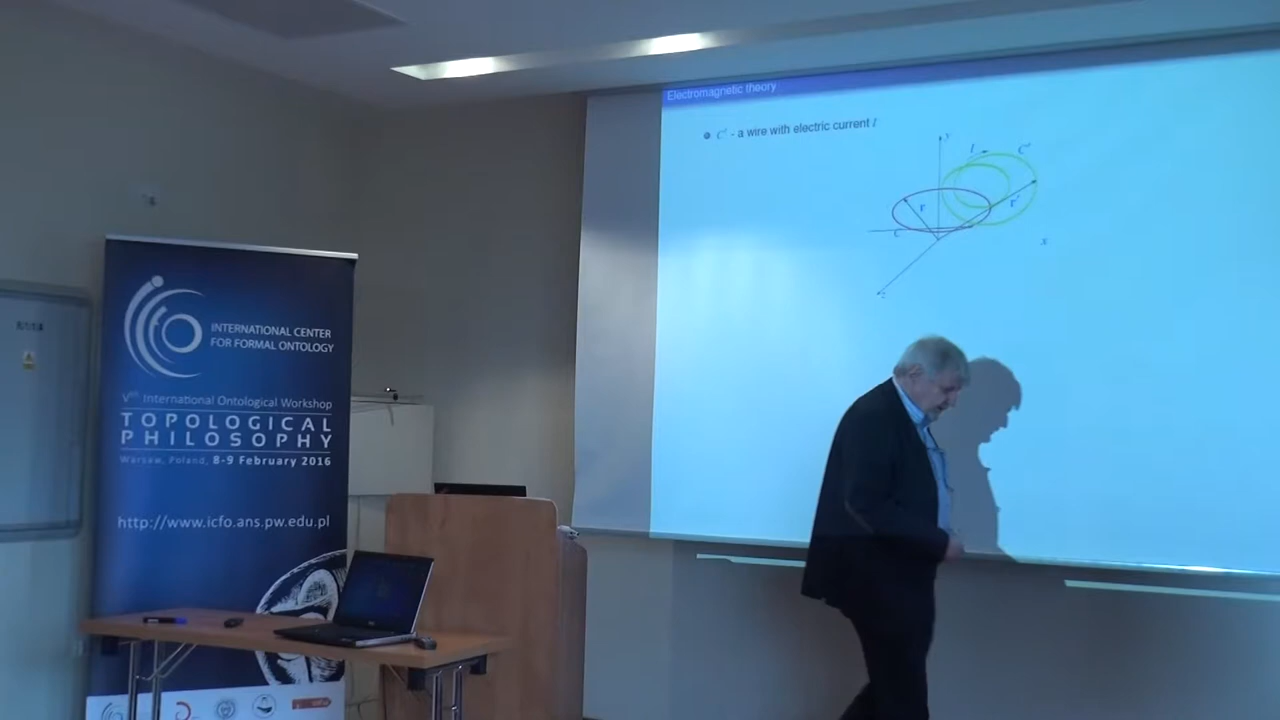 Electromagnetic theory
C' - a wire with electric current I
y
I
C'
r
r'
C
x
z
INTERNATIONAL CENTER
FOR FORMAL ONTOLOGY
Vth International Ontological Workshop
TOPOLOGICAL
PHILOSOPHY
Warsaw, Poland, 8-9 February 2016
http://www.icfo.ans.pw.edu.pl